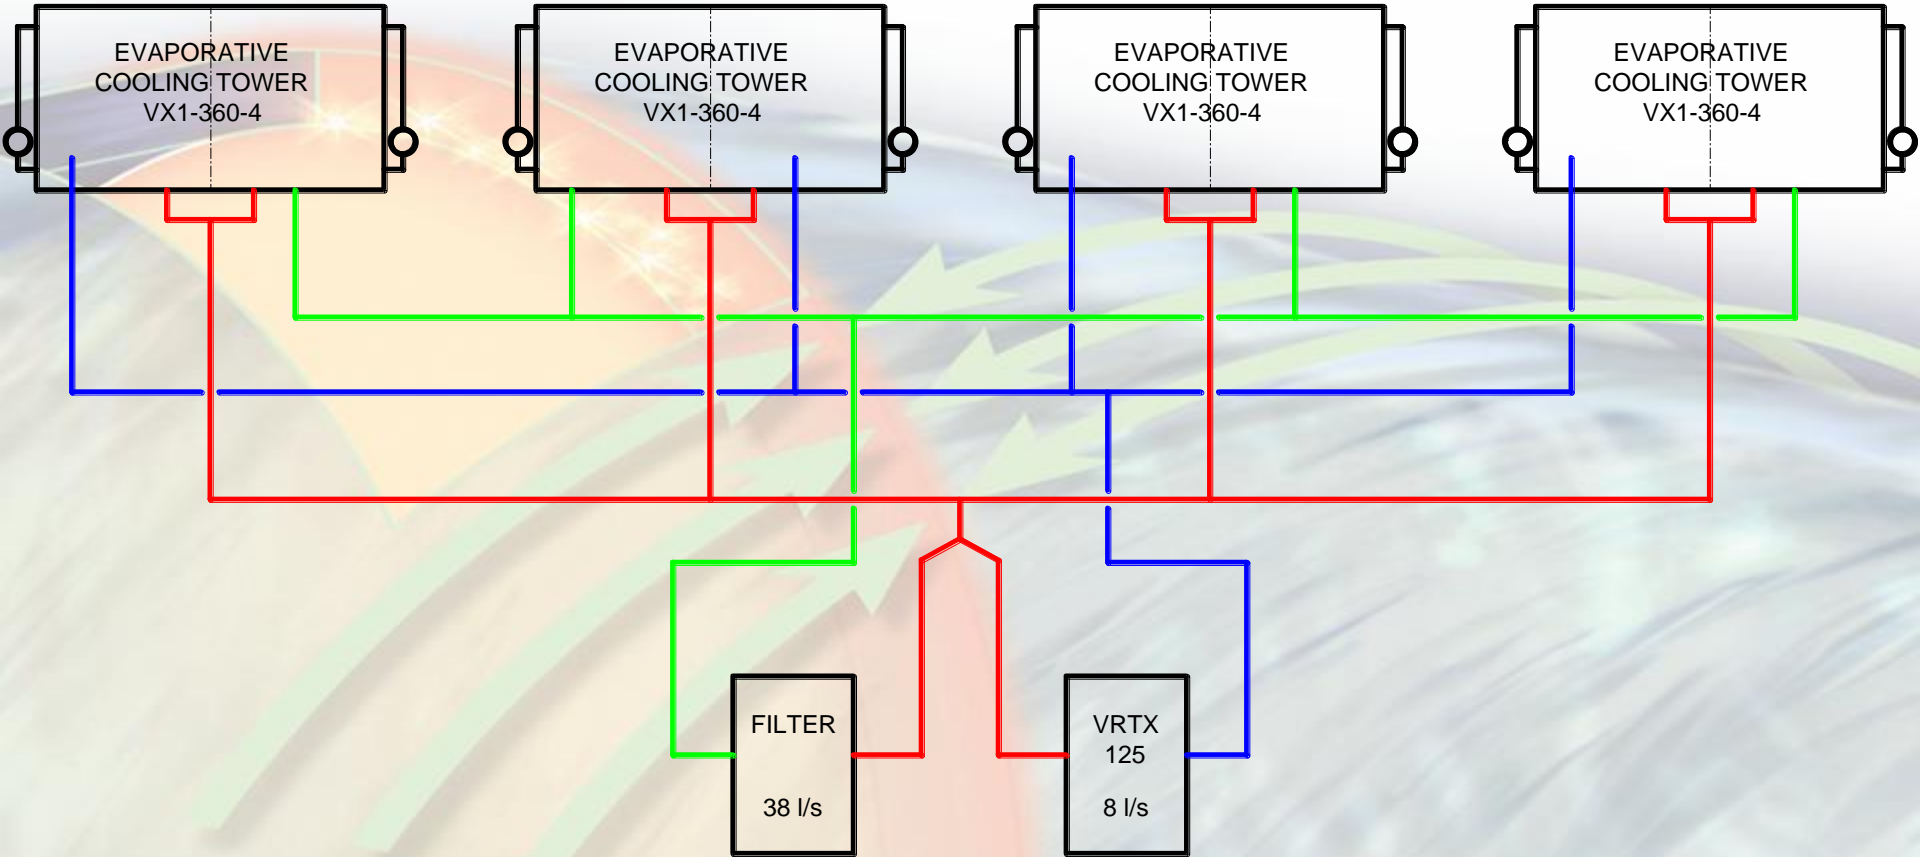 EVAPORATIVE
COOLING TOWER
VX1-360-4
EVAPORATIVE
COOLING TOWER
VX1-360-4
EVAPORATIVE
COOLING TOWER
VX1-360-4
EVAPORATIVE
COOLING TOWER
VX1-360-4
FILTER
38 l/s
VRTX
125
8 l/s